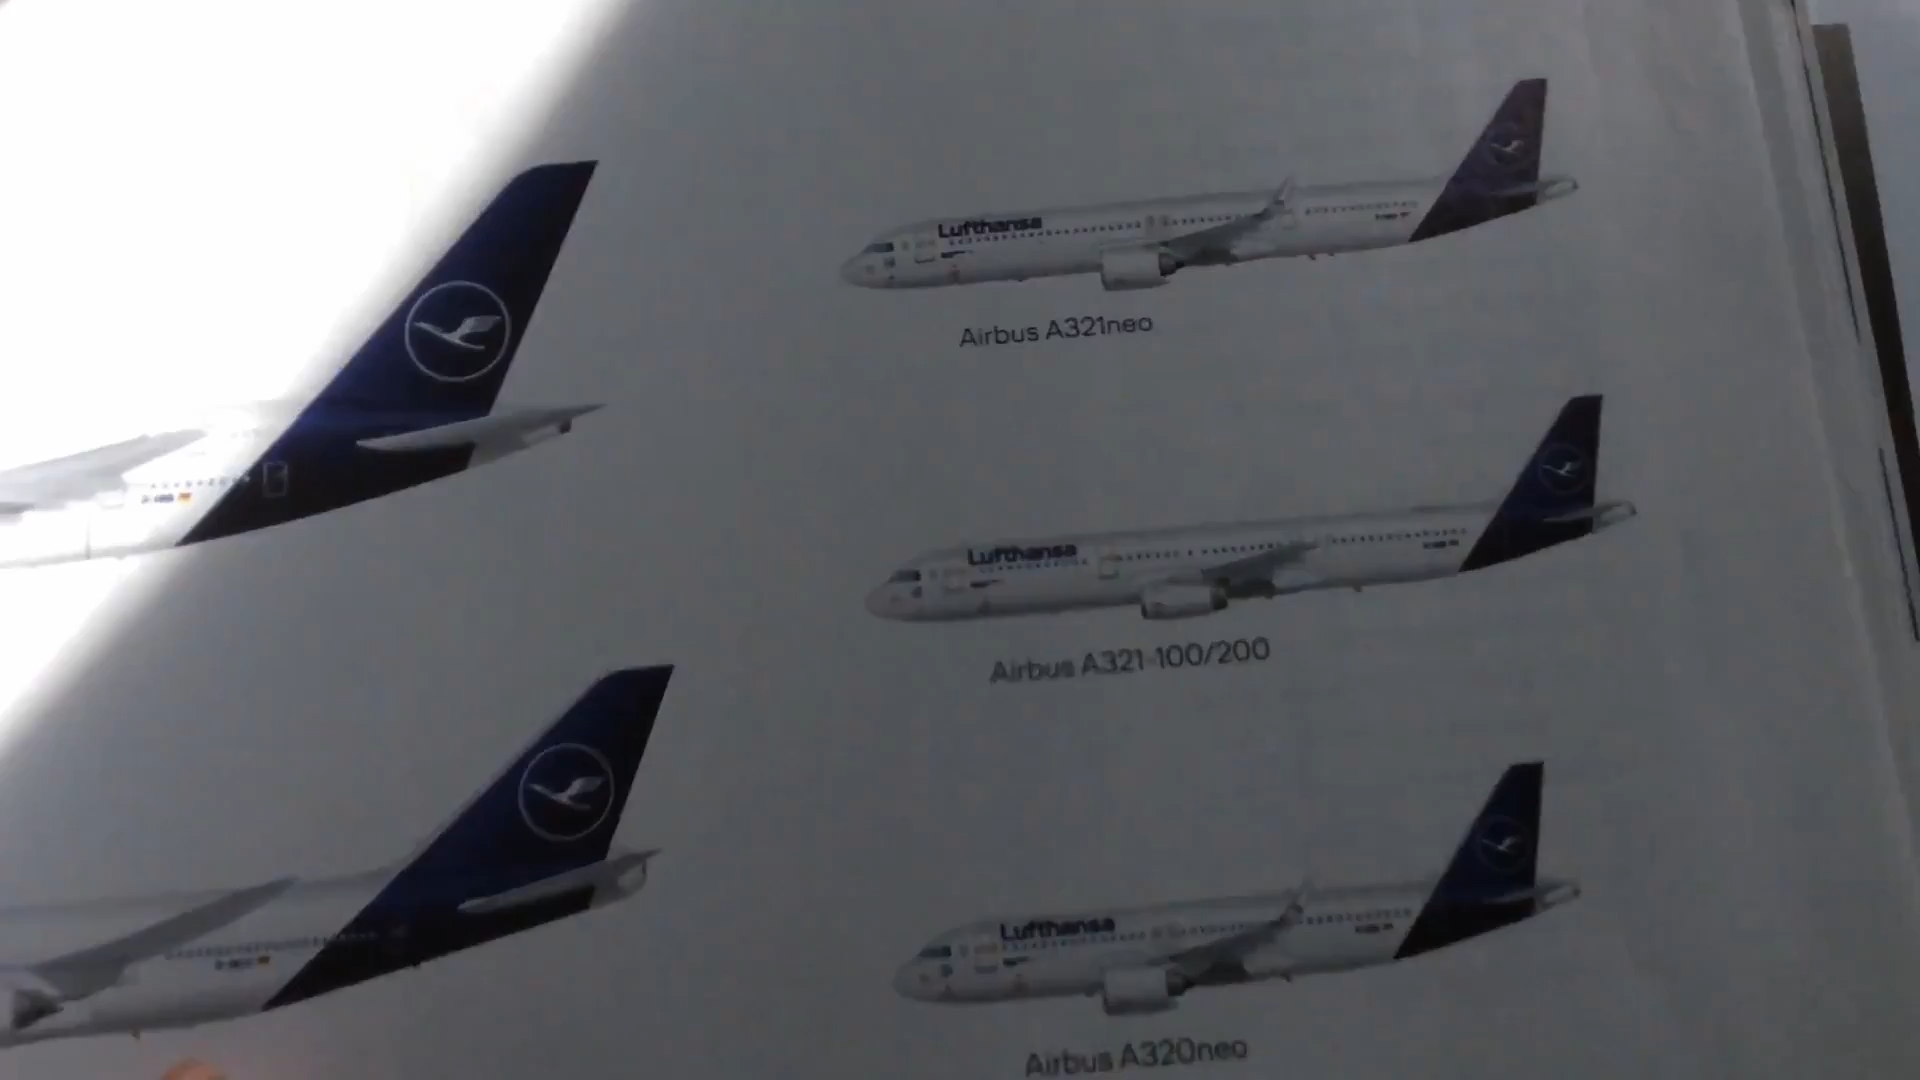 Lufthansa
Airbus A321neo
Lufthansa
Airbus A321-100/200
Lufthansa
Airbus A320neo